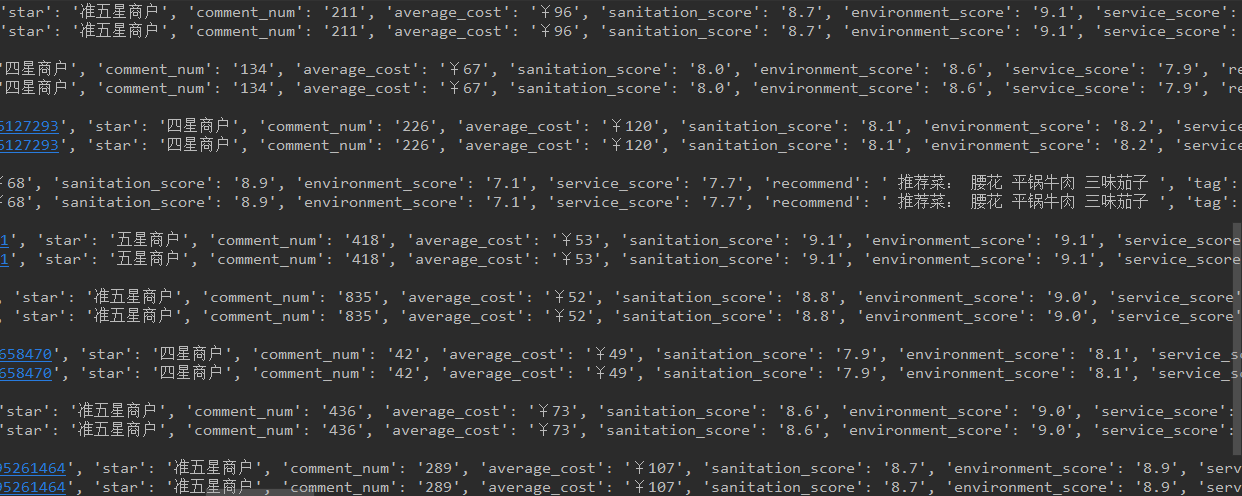 'star': '准五星商户', 'comment_num': '211', 'average_cost': '￥96', 'sanitation_score': '8.7', 'environment_score': '9.1', 'service_score':
'star': '准五星商户', 'comment_num': '211', 'average_cost': '￥96', 'sanitation_score': '8.7', 'environment_score': '9.1', 'service_score':
'四星商户', 'comment_num': '134', 'average_cost': '￥67', 'sanitation_score': '8.0', 'environment_score': '8.6', 'service_score': '7.9', 're
'四星商户', 'comment_num': '134', 'average_cost': '￥67', 'sanitation_score': '8.0', 'environment_score': '8.6', 'service_score': '7.9', 're
6127293', 'star': '四星商户', 'comment_num': '226', 'average_cost': '￥120', 'sanitation_score': '8.1', 'environment_score': '8.2', 'service
6127293', 'star': '四星商户', 'comment_num': '226', 'average_cost': '￥120', 'sanitation_score': '8.1', 'environment_score': '8.2', 'service
￥68', 'sanitation_score': '8.9', 'environment_score': '7.1', 'service_score': '7.7', 'recommend': ' 推荐菜： 腰花 平锅牛肉 三味茄子 ', 'tag':
￥68', 'sanitation_score': '8.9', 'environment_score': '7.1', 'service_score': '7.7', 'recommend': ' 推荐菜： 腰花 平锅牛肉 三味茄子 ', 'tag':
1', 'star': '五星商户', 'comment_num': '418', 'average_cost': '￥53', 'sanitation_score': '9.1', 'environment_score': '9.1', 'service_score
1', 'star': '五星商户', 'comment_num': '418', 'average_cost': '￥53', 'sanitation_score': '9.1', 'environment_score': '9.1', 'service_score
, 'star': '准五星商户', 'comment_num': '835', 'average_cost': '￥52', 'sanitation_score': '8.8', 'environment_score': '9.0', 'service_score'
, 'star': '准五星商户', 'comment_num': '835', 'average_cost': '￥52', 'sanitation_score': '8.8', 'environment_score': '9.0', 'service_score'
658470', 'star': '四星商户', 'comment_num': '42', 'average_cost': '￥49', 'sanitation_score': '7.9', 'environment_score': '8.1', 'service_s
658470', 'star': '四星商户', 'comment_num': '42', 'average_cost': '￥49', 'sanitation_score': '7.9', 'environment_score': '8.1', 'service_s
'star': '准五星商户', 'comment_num': '436', 'average_cost': '￥73', 'sanitation_score': '8.6', 'environment_score': '9.0', 'service_score':
'star': '准五星商户', 'comment_num': '436', 'average_cost': '￥73', 'sanitation_score': '8.6', 'environment_score': '9.0', 'service_score':
95261464', 'star': '准五星商户', 'comment_num': '289', 'average_cost': '￥107', 'sanitation_score': '8.7', 'environment_score': '8.9', 'serv
95261464', 'star': '准五星商户', 'comment_num': '289', 'average_cost': '￥107', 'sanitation_score': '8.7', 'environment_score': '8.9', 'serv